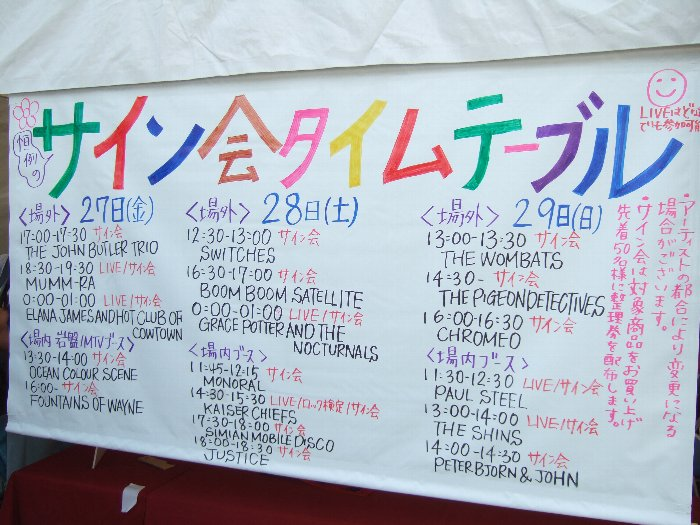 恒例の
サイン会タイムテーブル
LIVEはどなた
でも参加可能
<場外> 27日(金)
17:00-17:30 サイン会
THE JOHN BUTLER TRIO
18:30-19:30 LIVE/サイン会
MUMM-RA
0:00-01:00 LIVE/サイン会
ELANA JAMES AND HOT CLUB OF
COWTOWN
<場内 岩盤/MTVブース>
13:30-14:00 サイン会
OCEAN COLOUR SCENE
16:00- サイン会
FOUNTAINS OF WAYNE
<場外> 28日(土)
12:30-13:00 サイン会
SWITCHES
16:30-17:00 サイン会
BOOM BOOM SATELLITE
0:00-01:00 LIVE/サイン会
GRACE POTTER AND THE
NOCTURNALS
<場内ブース>
11:45-12:15 サイン会
MONORAL
14:30-15:30 LIVE/ロック検定/サイン会
KAISER CHIEFS
17:30-18:00 サイン会
SIMIAN MOBILE DISCO
18:00-18:30 サイン会
JUSTICE
<場外> 29日(日)
13:00-13:30 サイン会
THE WOMBATS
14:30- サイン会
THE PIGEON DETECTIVES
16:00-16:30 サイン会
CHROMEO
<場内ブース>
11:30-12:30 LIVE/サイン会
PAUL STEEL
13:00-14:00 LIVE/サイン会
THE SHINS
14:00-14:30 サイン会
PETER BJORN & JOHN
・アーティストの都合により変更になる
場合がございます。
・サイン会は対象商品をお買い上げ
先着50名様に整理券を配布します。